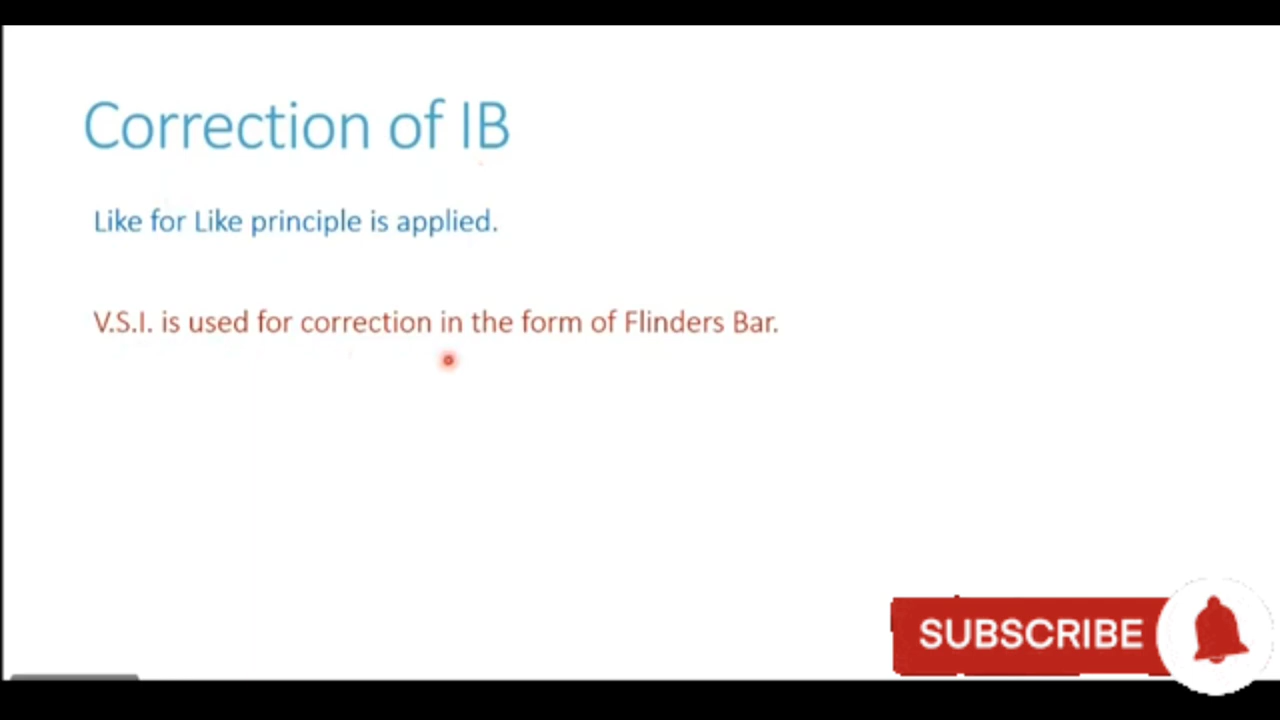 Correction of IB
Like for Like principle is applied.
V.S.I. is used for correction in the form of Flinders Bar.
SUBSCRIBE